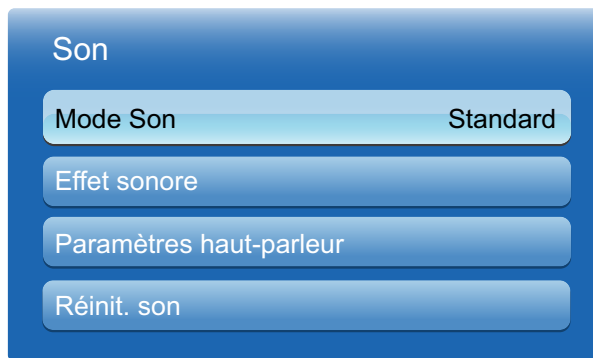 Son
Mode Son Standard
Effet sonore
Paramètres haut-parleur
Réinit. son